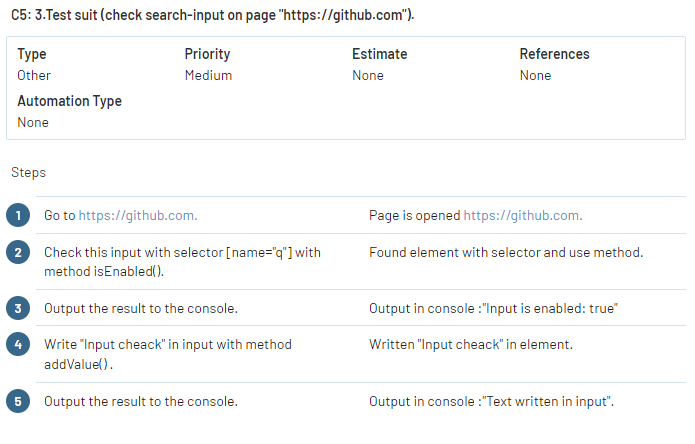 C5: 3.Test suit (check search-input on page "https://github.com").
Type Priority Estimate References
Other Medium None None
Automation Type
None
Steps
1 Go to https://github.com. Page is opened https://github.com.
2 Check this input with selector [name="q"] with Found element with selector and use method.
method isEnabled().
3 Output the result to the console. Output in console :"Input is enabled: true"
4 Write "Input cheack" in input with method Written "Input cheack" in element.
addValue() .
5 Output the result to the console. Output in console :"Text written in input".